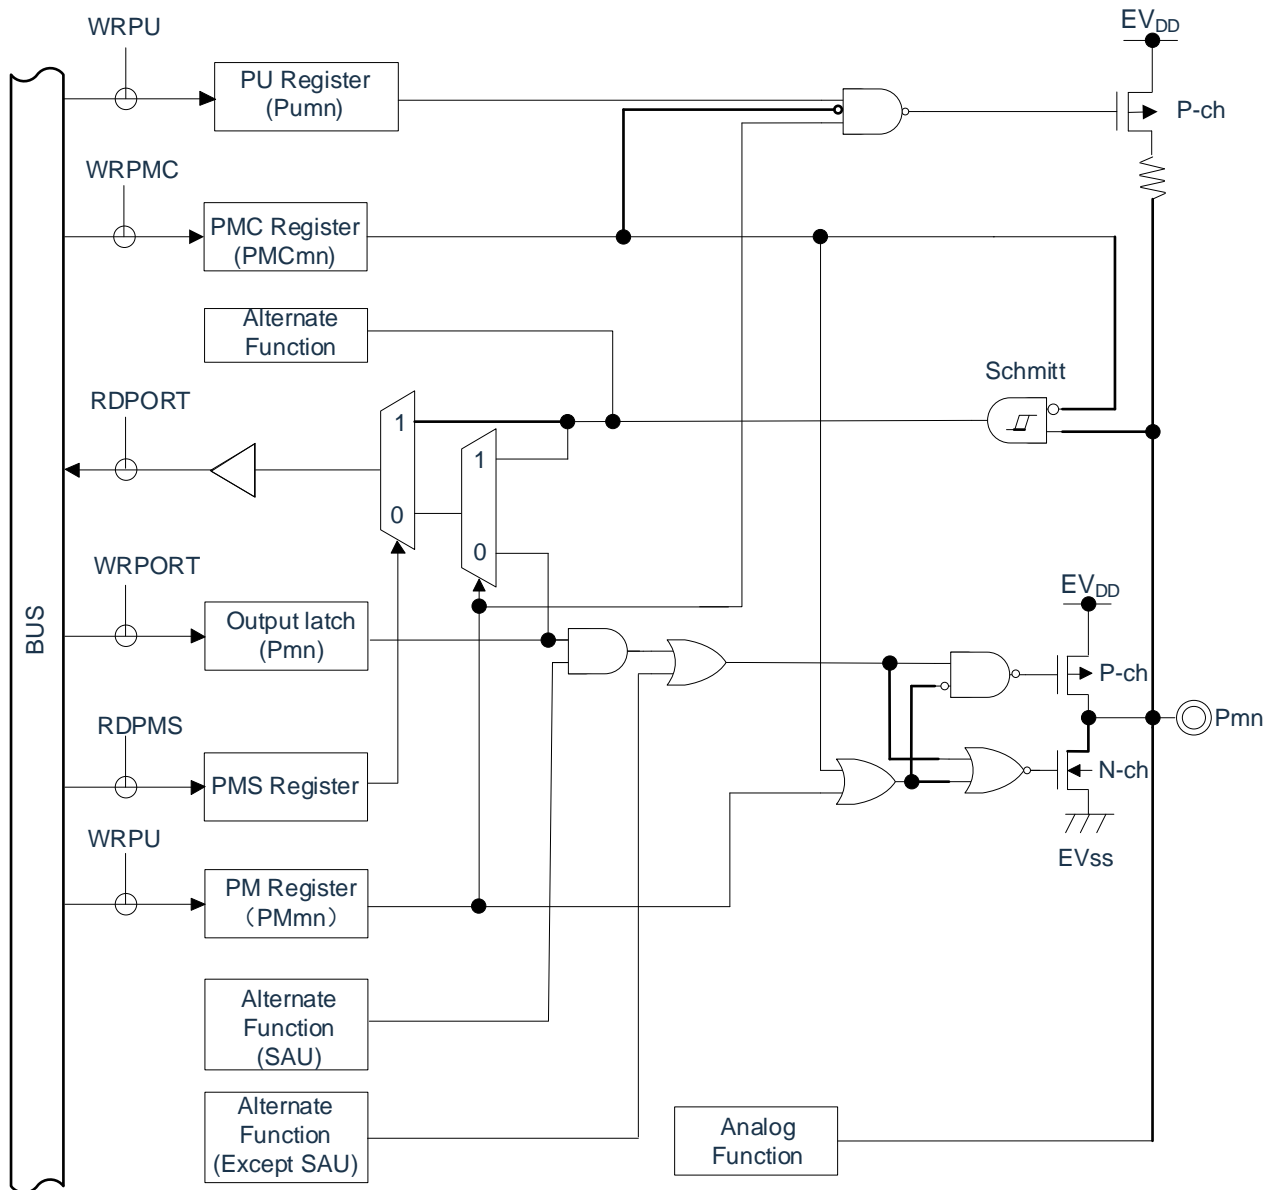 WRPU
EVDD
PU Register
(Pumn)
P-ch
WRPMC
PMC Register
(PMCmn)
Alternate
Function
Schmitt
RDPORT
1
1
0
0
WRPORT
EVDD
BUS
Output latch
(Pmn)
P-ch
Pmn
RDPMS
PMS Register
N-ch
WRPU
EVss
PM Register
（PMmn）
Alternate
Function
(SAU)
Alternate
Function
(Except SAU)
Analog
Function